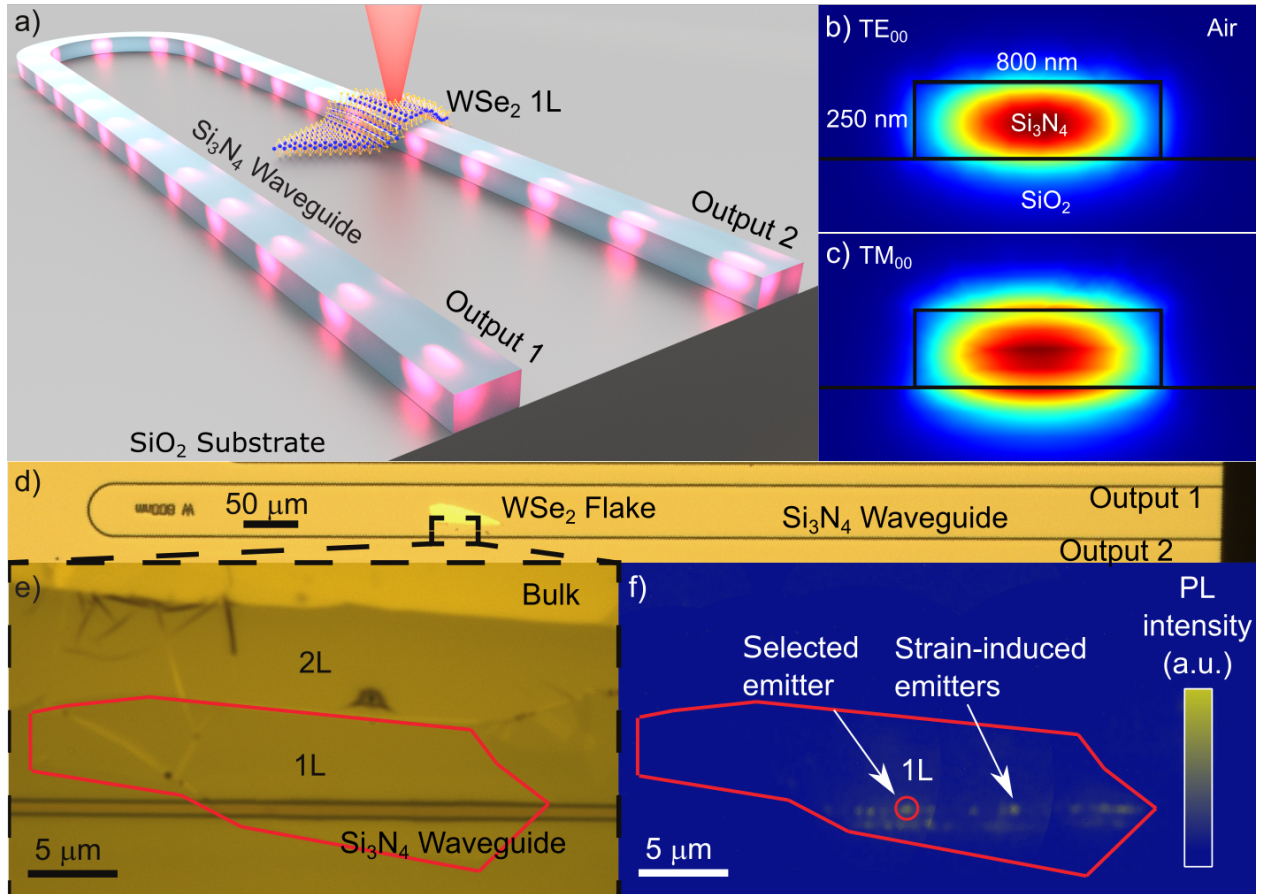 a)
WSe₂ 1L
Si₃N₄ Waveguide
Output 2
Output 1
SiO₂ Substrate
b) TE₀₀
Air
800 nm
250 nm
Si₃N₄
SiO₂
c) TM₀₀
d)
W 800nm
50 μm
WSe₂ Flake
Si₃N₄ Waveguide
Output 1
Output 2
e)
Bulk
2L
1L
Si₃N₄ Waveguide
5 μm
f)
Selected
emitter
Strain-induced
emitters
1L
PL
intensity
(a.u.)
5 μm